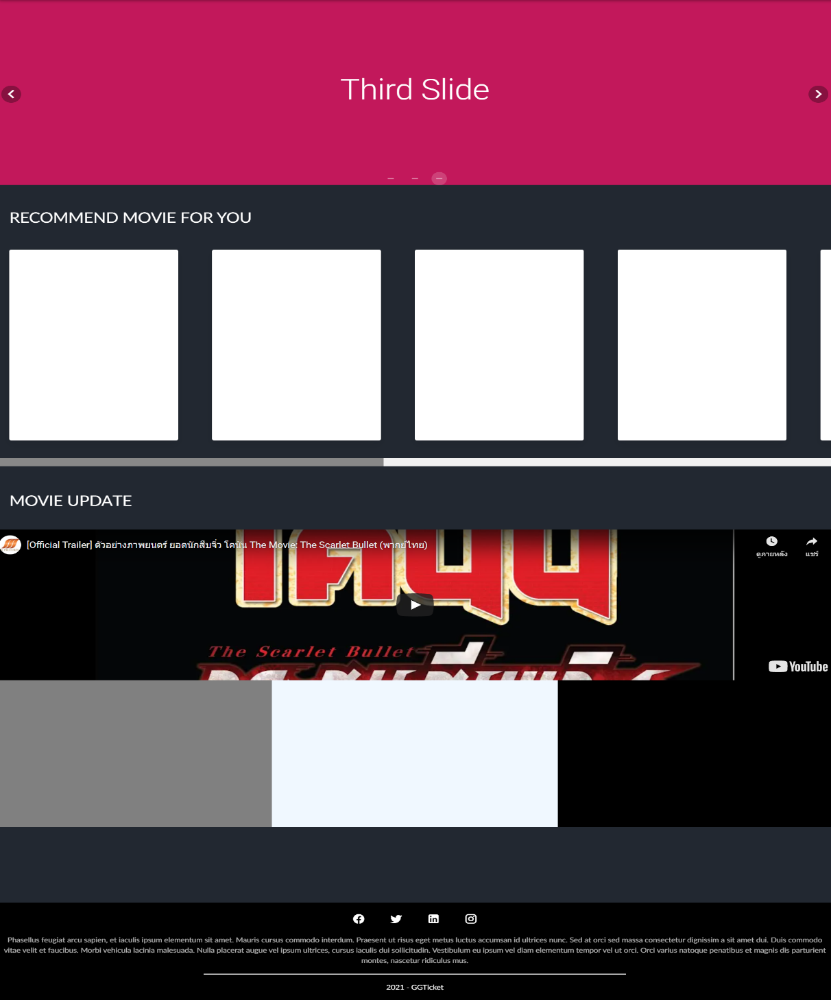 Third Slide
RECOMMEND MOVIE FOR YOU
MOVIE UPDATE
[Official Trailer] ตัวอย่างภาพยนตร์ ยอดนักสืบจิ๋ว โคนัน The Movie: The Scarlet Bullet (พากย์ไทย)
ดูภายหลัง
แชร์
The Scarlet Bullet
YouTube
Phasellus feugiat arcu sapien, et iaculis ipsum elementum sit amet. Mauris cursus commodo interdum. Praesent ut risus eget metus luctus accumsan id ultrices nunc. Sed at orci sed massa consectetur dignissim a sit amet dui. Duis commodo
vitae velit et faucibus. Morbi vehicula lacinia malesuada. Nulla placerat augue vel ipsum ultrices, cursus iaculis dui sollicitudin. Vestibulum eu ipsum vel diam elementum tempor vel ut orci. Orci varius natoque penatibus et magnis dis parturient
montes, nascetur ridiculus mus.
2021 - GGTicket